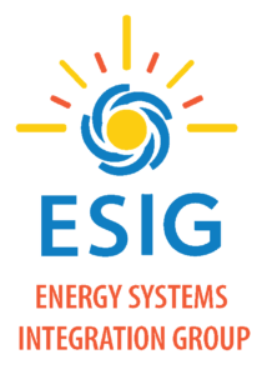 ESIG
ENERGY SYSTEMS
INTEGRATION GROUP